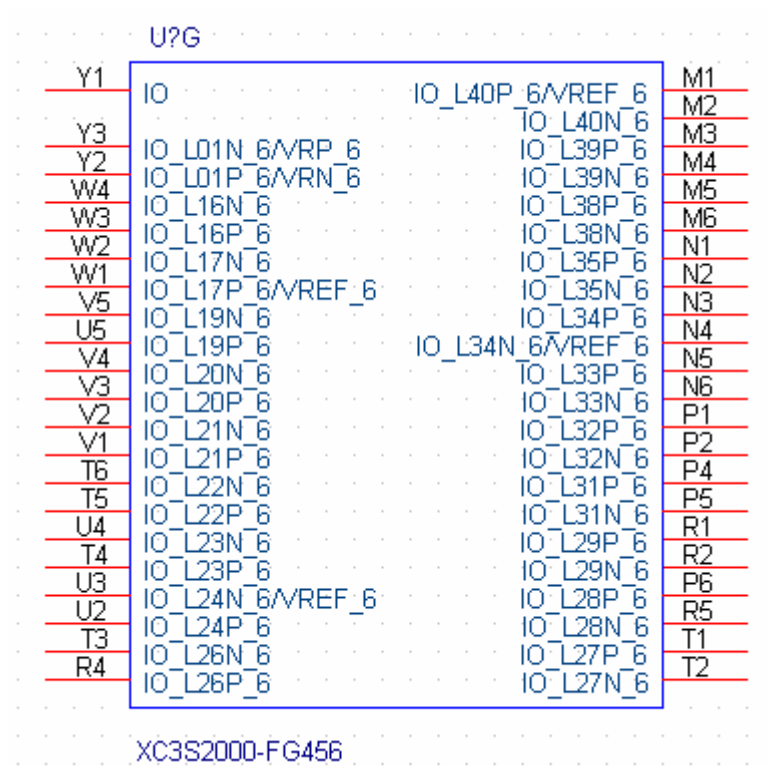 U?G
Y1 IO IO_L40P_6/VREF_6 M1
IO_L40N_6 M2
Y3 IO_L01N_6/VRP_6 IO_L39P_6 M3
Y2 IO_L01P_6/VRN_6 IO_L39N_6 M4
W4 IO_L16N_6 IO_L38P_6 M5
W3 IO_L16P_6 IO_L38N_6 M6
W2 IO_L17N_6 IO_L35P_6 N1
W1 IO_L17P_6/VREF_6 IO_L35N_6 N2
V5 IO_L19N_6 IO_L34P_6 N3
U5 IO_L19P_6 IO_L34N_6/VREF_6 N4
V4 IO_L20N_6 IO_L33P_6 N5
V3 IO_L20P_6 IO_L33N_6 N6
V2 IO_L21N_6 IO_L32P_6 P1
V1 IO_L21P_6 IO_L32N_6 P2
T6 IO_L22N_6 IO_L31P_6 P4
T5 IO_L22P_6 IO_L31N_6 P5
U4 IO_L23N_6 IO_L29P_6 R1
T4 IO_L23P_6 IO_L29N_6 R2
U3 IO_L24N_6/VREF_6 IO_L28P_6 P6
U2 IO_L24P_6 IO_L28N_6 R5
T3 IO_L26N_6 IO_L27P_6 T1
R4 IO_L26P_6 IO_L27N_6 T2
XC3S2000-FG456